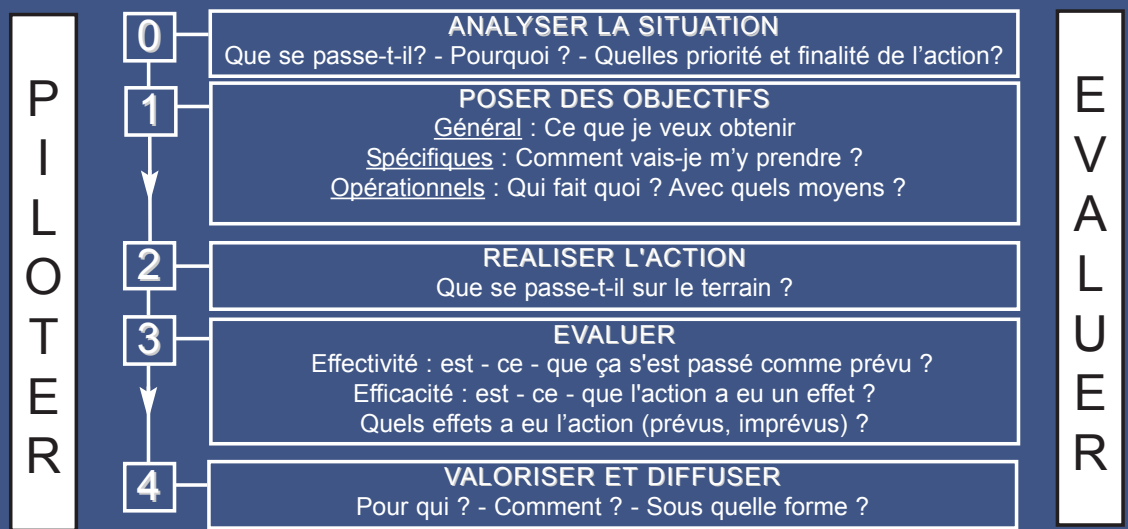 PILOTER
0
ANALYSER LA SITUATION
Que se passe-t-il? - Pourquoi ? - Quelles priorité et finalité de l'action?
1
POSER DES OBJECTIFS
Général : Ce que je veux obtenir
Spécifiques : Comment vais-je m'y prendre ?
Opérationnels : Qui fait quoi ? Avec quels moyens ?
2
REALISER L'ACTION
Que se passe-t-il sur le terrain ?
3
EVALUER
Effectivité : est - ce - que ça s'est passé comme prévu ?
Efficacité : est - ce - que l'action a eu un effet ?
Quels effets a eu l'action (prévus, imprévus) ?
4
VALORISER ET DIFFUSER
Pour qui ? - Comment ? - Sous quelle forme ?
EVALUER